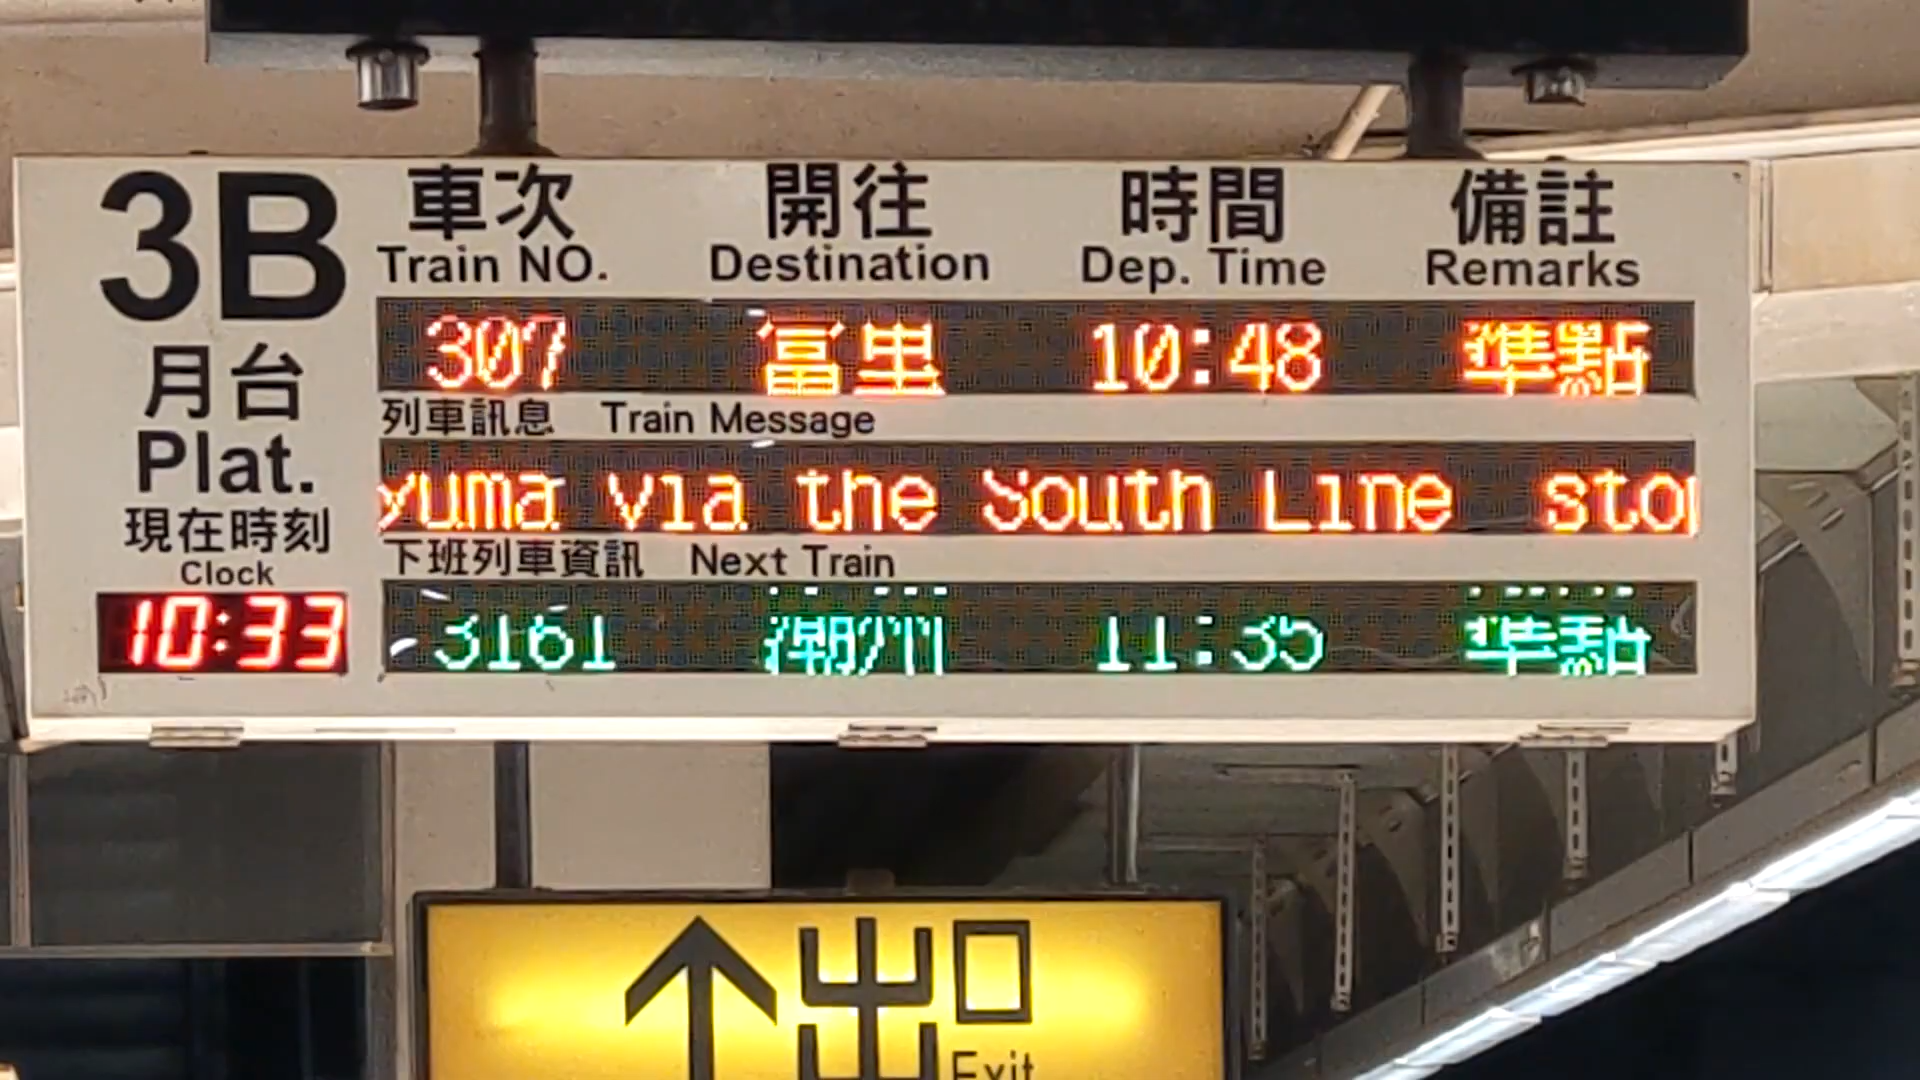 3B
月台
Plat.
現在時刻
Clock
10:33
車次 開往 時間 備註
Train NO. Destination Dep. Time Remarks
307 富里 10:48 準點
列車訊息 Train Message
yuma via the South Line stop
下班列車資訊 Next Train
3161 潮州 11:35 準點
出口
Exit